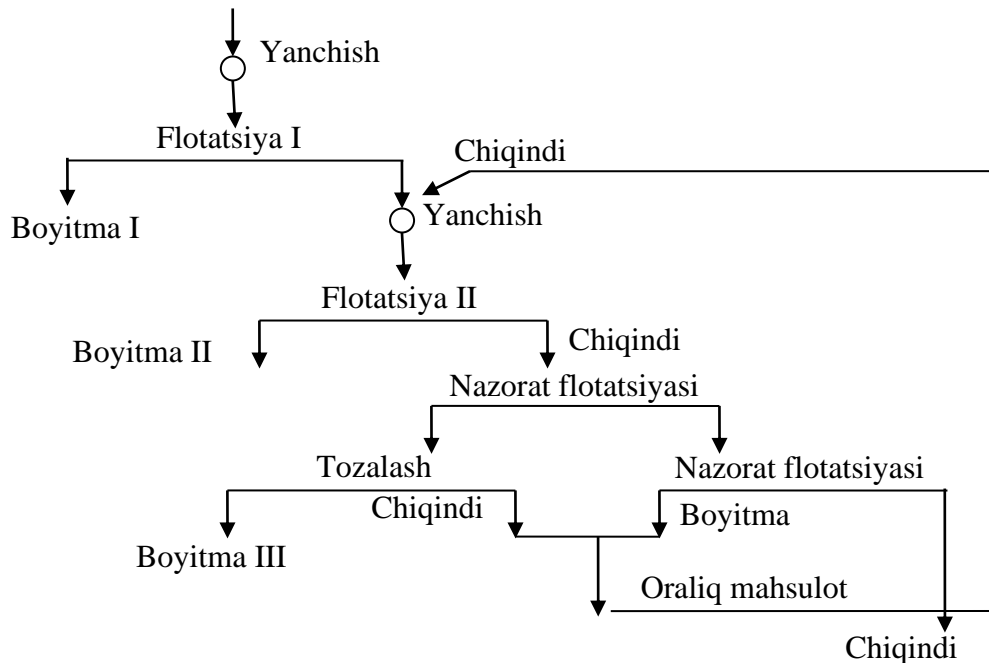 Yanchish
Flotatsiya I
Chiqindi
Boyitma I
Yanchish
Flotatsiya II
Chiqindi
Boyitma II
Nazorat flotatsiyasi
Tozalash
Nazorat flotatsiyasi
Chiqindi
Boyitma
Boyitma III
Oraliq mahsulot
Chiqindi